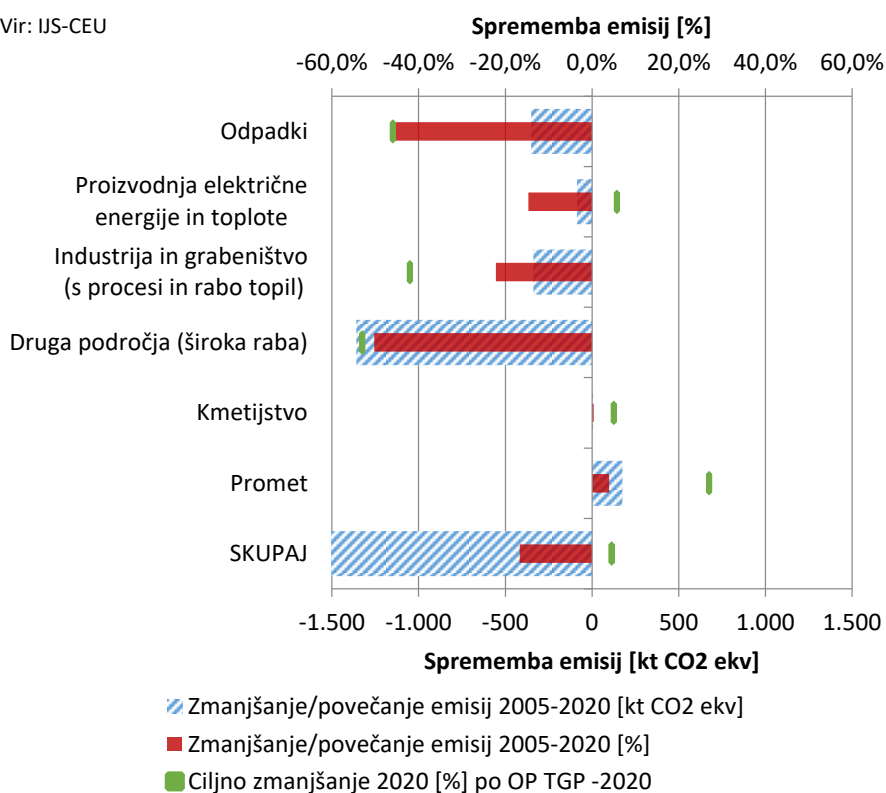 Vir: IJS-CEU
Sprememba emisij [%]
-60,0% -40,0% -20,0% 0,0% 20,0% 40,0% 60,0%
Odpadki
Proizvodnja električne
energije in toplote
Industrija in grabeništvo
(s procesi in rabo topil)
Druga področja (široka raba)
Kmetijstvo
Promet
SKUPAJ
-1.500 -1.000 -500 0 500 1.000 1.500
Sprememba emisij [kt CO2 ekv]
Zmanjšanje/povečanje emisij 2005-2020 [kt CO2 ekv]
Zmanjšanje/povečanje emisij 2005-2020 [%]
Ciljno zmanjšanje 2020 [%] po OP TGP -2020